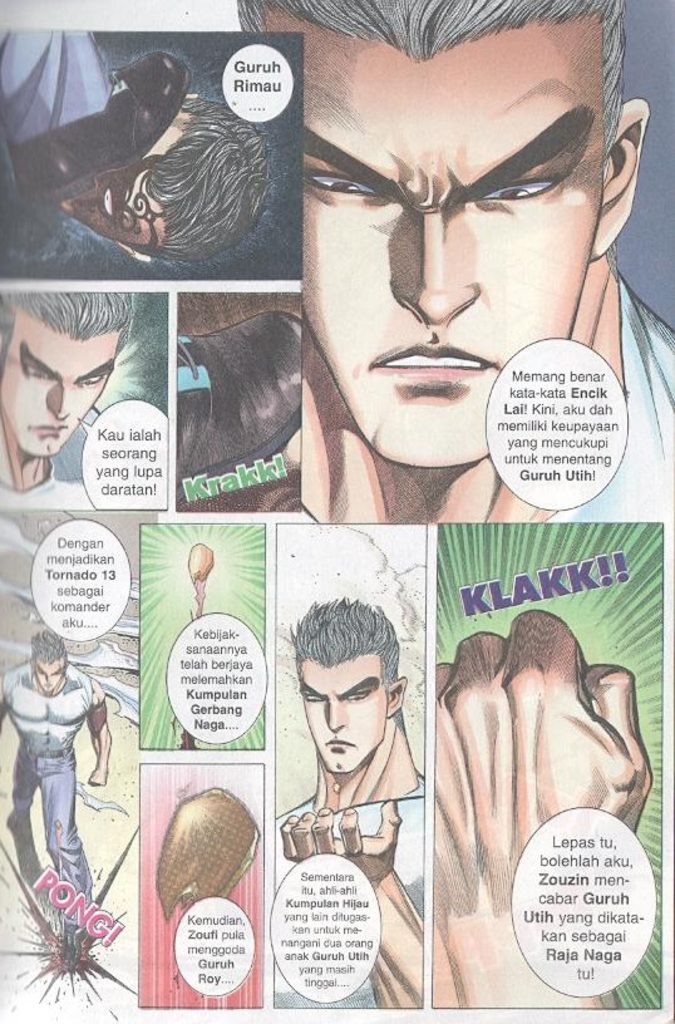 Guruh
Rimau
....
Memang benar
kata-kata Encik
Lai! Kini, aku dah
memiliki keupayaan
yang mencukupi
untuk menentang
Guruh Utih!
Kau ialah
seorang
yang lupa
daratan!
Krakk!
Dengan
menjadikan
Tornado 13
sebagai
komander
aku....
PONG!
Kebijak-
sanaannya
telah berjaya
melemahkan
Kumpulan
Gerbang
Naga....
Kemudian,
Zoufi pula
menggoda
Guruh
Roy....
Sementara
itu, ahli-ahli
Kumpulan Hijau
yang lain ditugas-
kan untuk me-
nangani dua orang
anak Guruh Utih
yang masih
tinggal....
KLAKK!!
Lepas tu,
bolehlah aku,
Zouzin men-
cabar Guruh
Utih yang dikata-
kan sebagai
Raja Naga
tu!